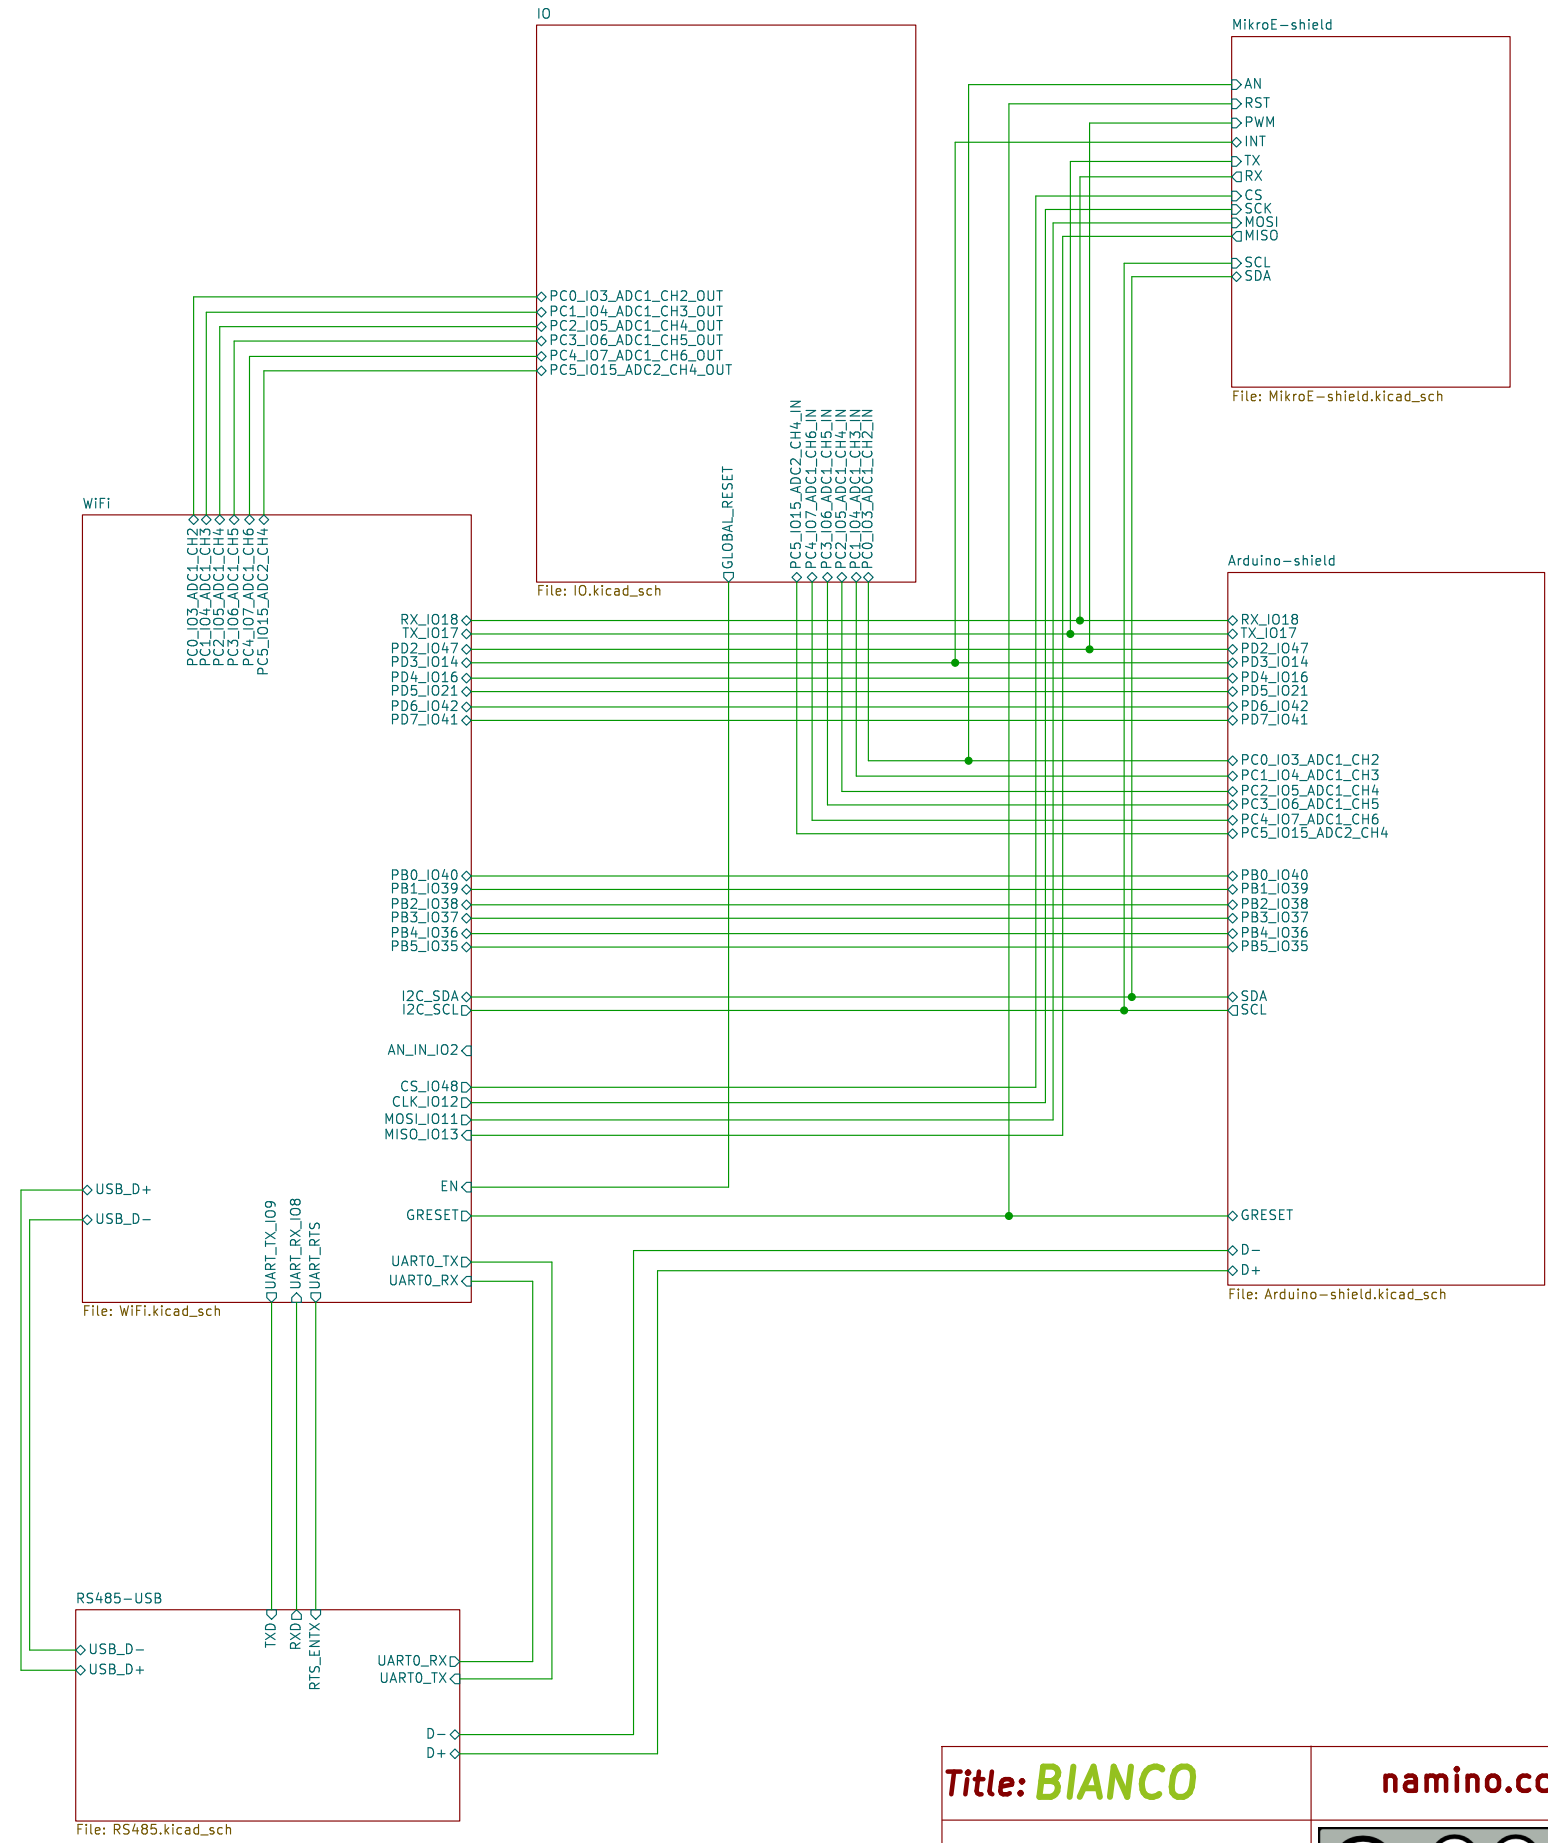 IO
PC0_IO3_ADC1_CH2_OUT
PC1_IO4_ADC1_CH3_OUT
PC2_IO5_ADC1_CH4_OUT
PC3_IO6_ADC1_CH5_OUT
PC4_IO7_ADC1_CH6_OUT
PC5_IO15_ADC2_CH4_OUT
GLOBAL_RESET
PC5_IO15_ADC2_CH4_IN
PC4_IO7_ADC1_CH6_IN
PC3_IO6_ADC1_CH5_IN
PC2_IO5_ADC1_CH4_IN
PC1_IO4_ADC1_CH3_IN
PC0_IO3_ADC1_CH2_IN
File: IO.kicad_sch
MikroE-shield
AN
RST
PWM
INT
TX
RX
CS
SCK
MOSI
MISO
SCL
SDA
File: MikroE-shield.kicad_sch
WiFi
PC0_IO3_ADC1_CH2
PC1_IO4_ADC1_CH3
PC2_IO5_ADC1_CH4
PC3_IO6_ADC1_CH5
PC4_IO7_ADC1_CH6
PC5_IO15_ADC2_CH4
RX_IO18
TX_IO17
PD2_IO47
PD3_IO14
PD4_IO16
PD5_IO21
PD6_IO42
PD7_IO41
PB0_IO40
PB1_IO39
PB2_IO38
PB3_IO37
PB4_IO36
PB5_IO35
I2C_SDA
I2C_SCL
AN_IN_IO2
CS_IO48
CLK_IO12
MOSI_IO11
MISO_IO13
EN
GRESET
UART0_TX
UART0_RX
USB_D+
USB_D-
UART_TX_IO9
UART_RX_IO8
UART_RTS
File: WiFi.kicad_sch
Arduino-shield
RX_IO18
TX_IO17
PD2_IO47
PD3_IO14
PD4_IO16
PD5_IO21
PD6_IO42
PD7_IO41
PC0_IO3_ADC1_CH2
PC1_IO4_ADC1_CH3
PC2_IO5_ADC1_CH4
PC3_IO6_ADC1_CH5
PC4_IO7_ADC1_CH6
PC5_IO15_ADC2_CH4
PB0_IO40
PB1_IO39
PB2_IO38
PB3_IO37
PB4_IO36
PB5_IO35
SDA
SCL
GRESET
D-
D+
File: Arduino-shield.kicad_sch
RS485-USB
TXD
RXD
RTS_ENTX
USB_D-
USB_D+
UART0_RX
UART0_TX
D-
D+
File: RS485.kicad_sch
Title: BIANCO
namino.co